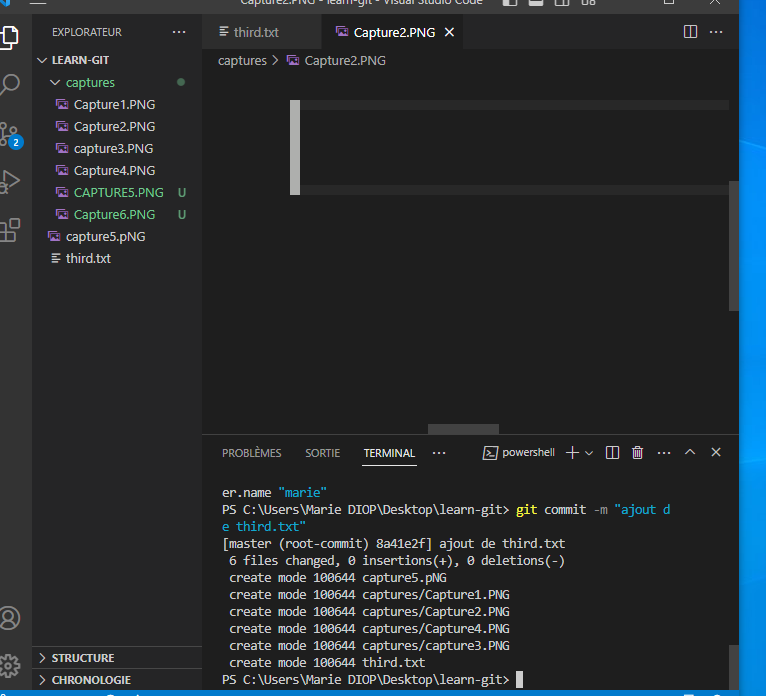 Capture2.PNG - learn-git - Visual Studio Code
EXPLORATEUR
LEARN-GIT
captures
Capture1.PNG
Capture2.PNG
capture3.PNG
Capture4.PNG
CAPTURE5.PNG U
Capture6.PNG U
capture5.pNG
third.txt
STRUCTURE
CHRONOLOGIE
2
third.txt
Capture2.PNG
captures > Capture2.PNG
PROBLÈMES SORTIE TERMINAL powershell
er.name "marie"
PS C:\Users\Marie DIOP\Desktop\learn-git> git commit -m "ajout d
e third.txt"
[master (root-commit) 8a41e2f] ajout de third.txt
6 files changed, 0 insertions(+), 0 deletions(-)
create mode 100644 capture5.pNG
create mode 100644 captures/Capture1.PNG
create mode 100644 captures/Capture2.PNG
create mode 100644 captures/Capture4.PNG
create mode 100644 captures/capture3.PNG
create mode 100644 third.txt
PS C:\Users\Marie DIOP\Desktop\learn-git>